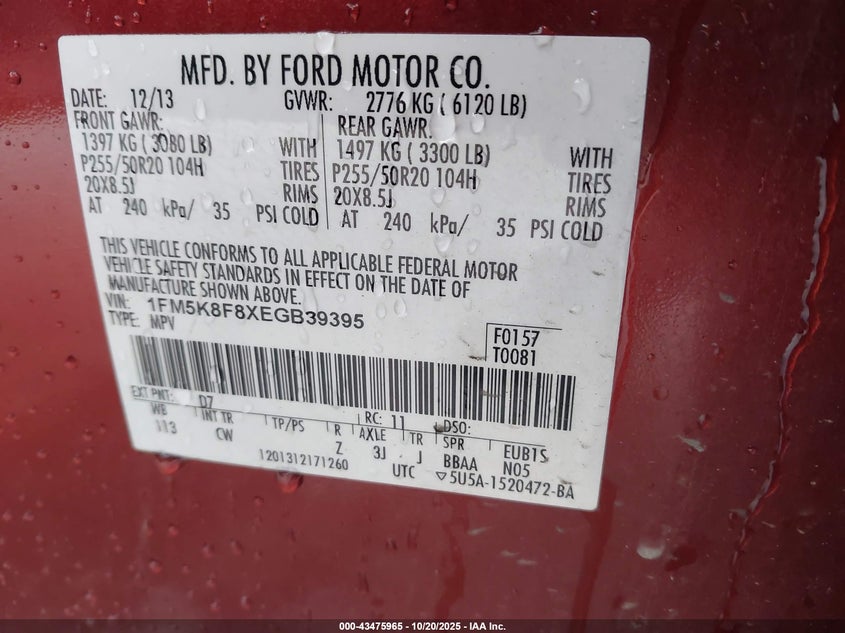 MFD. BY FORD MOTOR CO.
DATE: 12/13 GVWR: 2776 KG ( 6120 LB)
FRONT GAWR: REAR GAWR:
1397 KG ( 3080 LB) WITH 1497 KG ( 3300 LB) WITH
P255/50R20 104H TIRES P255/50R20 104H TIRES
20X8.5J RIMS 20X8.5J RIMS
AT 240 kPa/ 35 PSI COLD AT 240 kPa/ 35 PSI COLD
THIS VEHICLE CONFORMS TO ALL APPLICABLE FEDERAL MOTOR
VEHICLE SAFETY STANDARDS IN EFFECT ON THE DATE OF
MANUFACTURE SHOWN ABOVE.
VIN: 1FM5K8F8XEGB39395
TYPE: MPV
F0157
T0081
EXT PNT: D7 RC: 11 DSO:
WB INT TR TP/PS R AXLE TR SPR EUB1S
113 CW Z 3J J BBAA N05
1201312171260 UTC ▽5U5A-1520472-BA
000-43475965 - 10/20/2025 - IAA Inc.